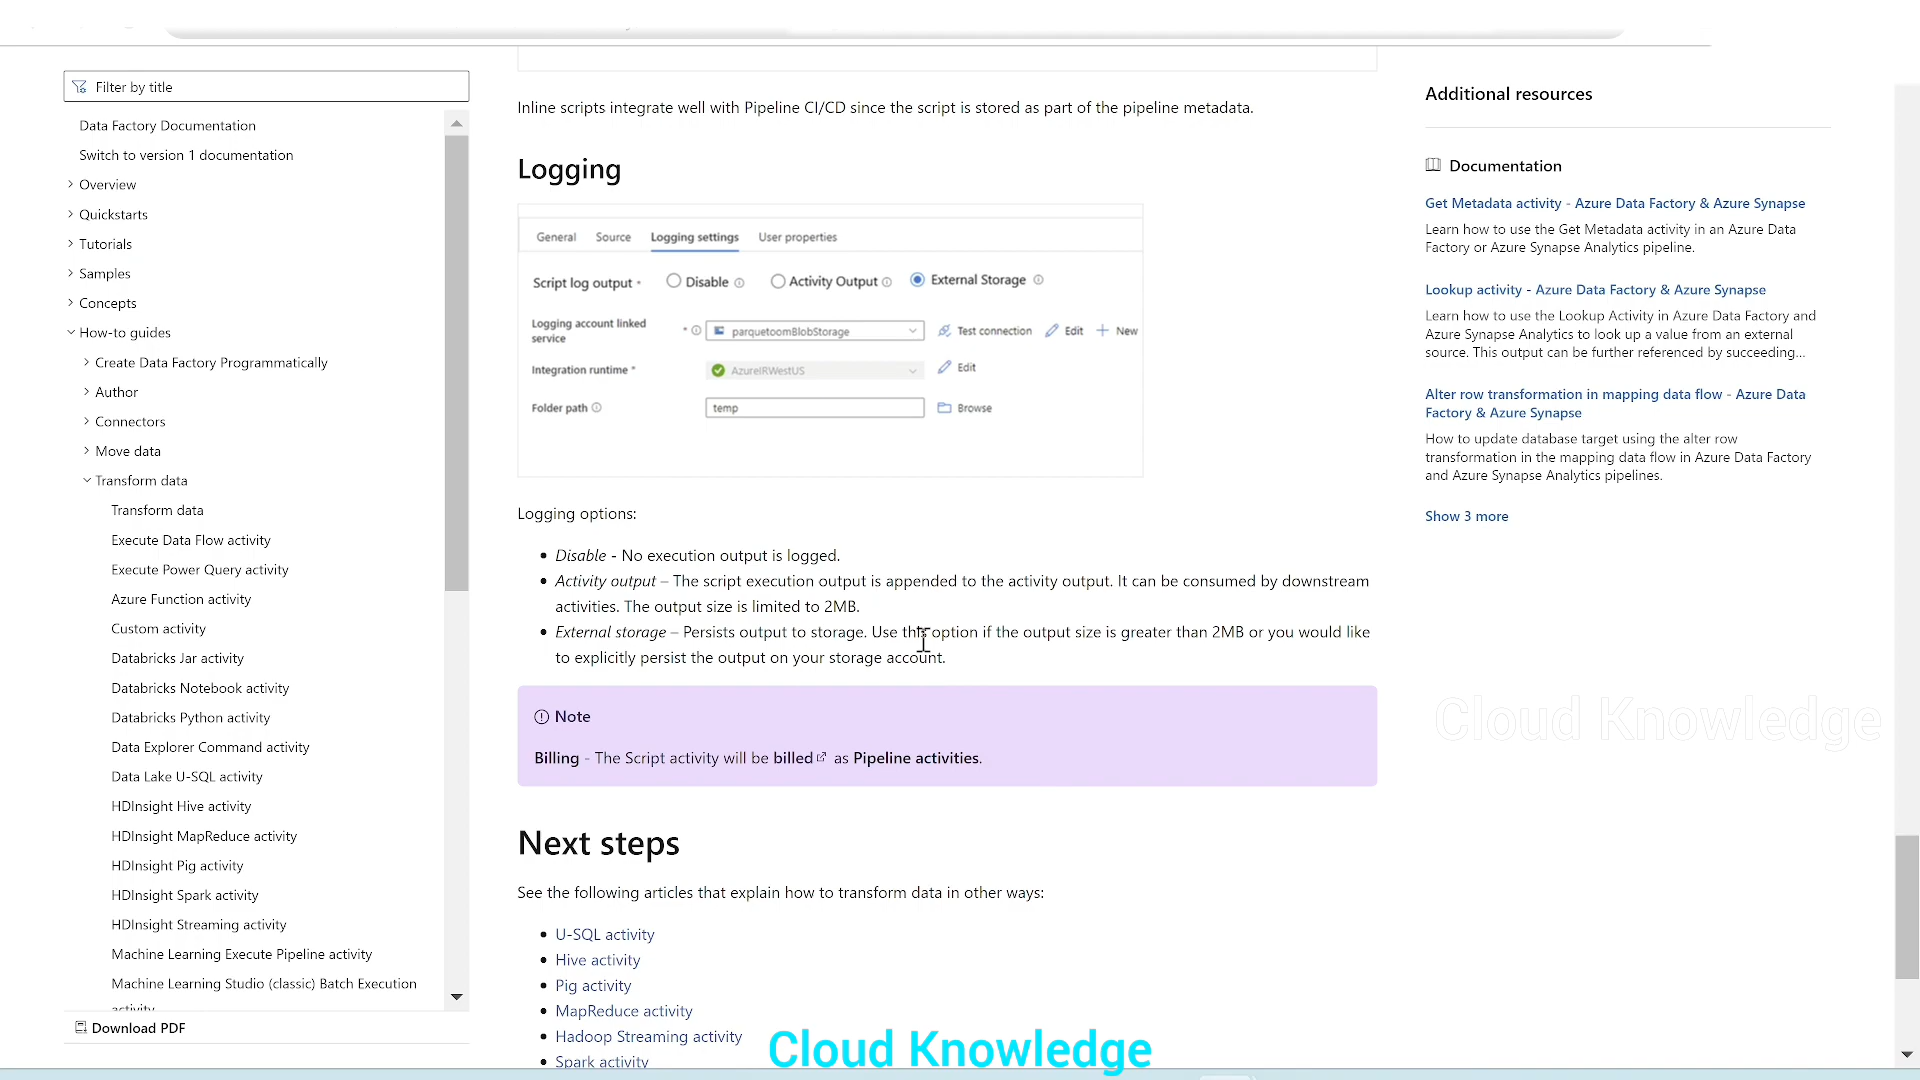 Filter by title
Data Factory Documentation
Switch to version 1 documentation
Overview
Quickstarts
Tutorials
Samples
Concepts
How-to guides
Create Data Factory Programmatically
Author
Connectors
Move data
Transform data
Transform data
Execute Data Flow activity
Execute Power Query activity
Azure Function activity
Custom activity
Databricks Jar activity
Databricks Notebook activity
Databricks Python activity
Data Explorer Command activity
Data Lake U-SQL activity
HDInsight Hive activity
HDInsight MapReduce activity
HDInsight Pig activity
HDInsight Spark activity
HDInsight Streaming activity
Machine Learning Execute Pipeline activity
Machine Learning Studio (classic) Batch Execution
activity
Download PDF
Inline scripts integrate well with Pipeline CI/CD since the script is stored as part of the pipeline metadata.
Logging
General Source Logging settings User properties
Script log output * Disable Activity Output External Storage
Logging account linked
service * parquetoomBlobStorage Test connection Edit New
Integration runtime * AzureIRWestUS Edit
Folder path temp Browse
Logging options:
• Disable - No execution output is logged.
• Activity output – The script execution output is appended to the activity output. It can be consumed by downstream
activities. The output size is limited to 2MB.
• External storage – Persists output to storage. Use this option if the output size is greater than 2MB or you would like
to explicitly persist the output on your storage account.
Note
Billing - The Script activity will be billed as Pipeline activities.
Next steps
See the following articles that explain how to transform data in other ways:
• U-SQL activity
• Hive activity
• Pig activity
• MapReduce activity
• Hadoop Streaming activity
• Spark activity
Additional resources
Documentation
Get Metadata activity - Azure Data Factory & Azure Synapse
Learn how to use the Get Metadata activity in an Azure Data
Factory or Azure Synapse Analytics pipeline.
Lookup activity - Azure Data Factory & Azure Synapse
Learn how to use the Lookup Activity in Azure Data Factory and
Azure Synapse Analytics to look up a value from an external
source. This output can be further referenced by succeeding...
Alter row transformation in mapping data flow - Azure Data
Factory & Azure Synapse
How to update database target using the alter row
transformation in the mapping data flow in Azure Data Factory
and Azure Synapse Analytics pipelines.
Show 3 more
Cloud Knowledge
Cloud Knowledge